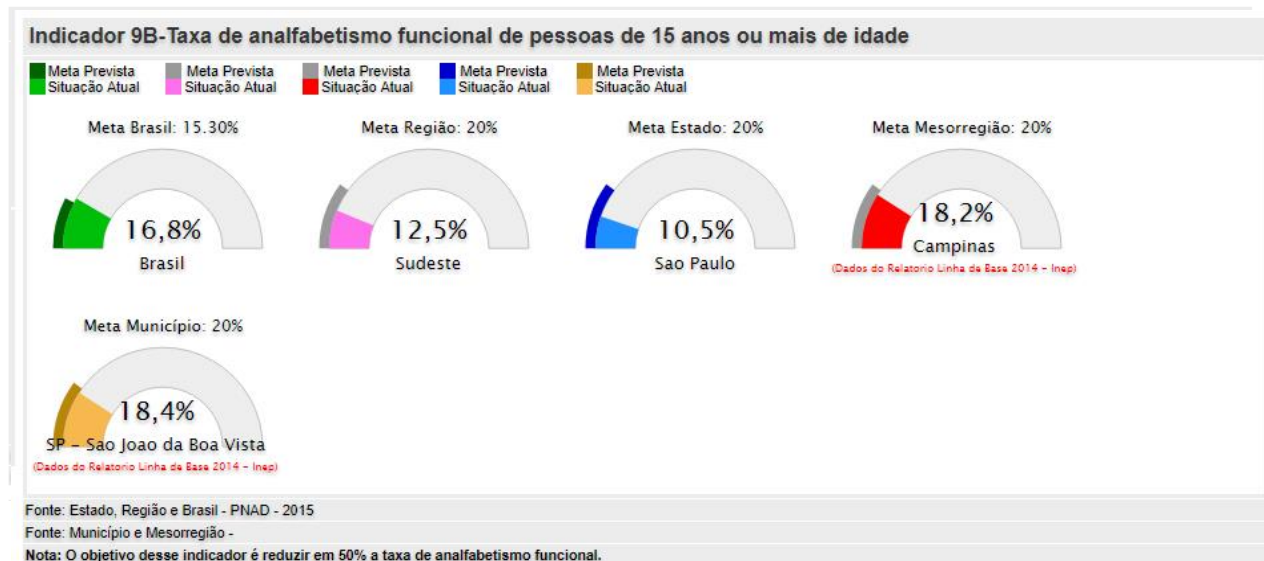 Indicador 9B-Taxa de analfabetismo funcional de pessoas de 15 anos ou mais de idade
Meta Prevista Meta Prevista Meta Prevista Meta Prevista Meta Prevista
Situação Atual Situação Atual Situação Atual Situação Atual Situação Atual
Meta Brasil: 15.30% Meta Região: 20% Meta Estado: 20% Meta Mesorregião: 20%
16,8% 12,5% 10,5% 18,2%
Brasil Sudeste Sao Paulo Campinas
(Dados do Relatorio Linha de Base 2014 – Inep)
Meta Município: 20%
18,4%
SP – Sao Joao da Boa Vista
(Dados do Relatorio Linha de Base 2014 – Inep)
Fonte: Estado, Região e Brasil - PNAD - 2015
Fonte: Município e Mesorregião -
Nota: O objetivo desse indicador é reduzir em 50% a taxa de analfabetismo funcional.